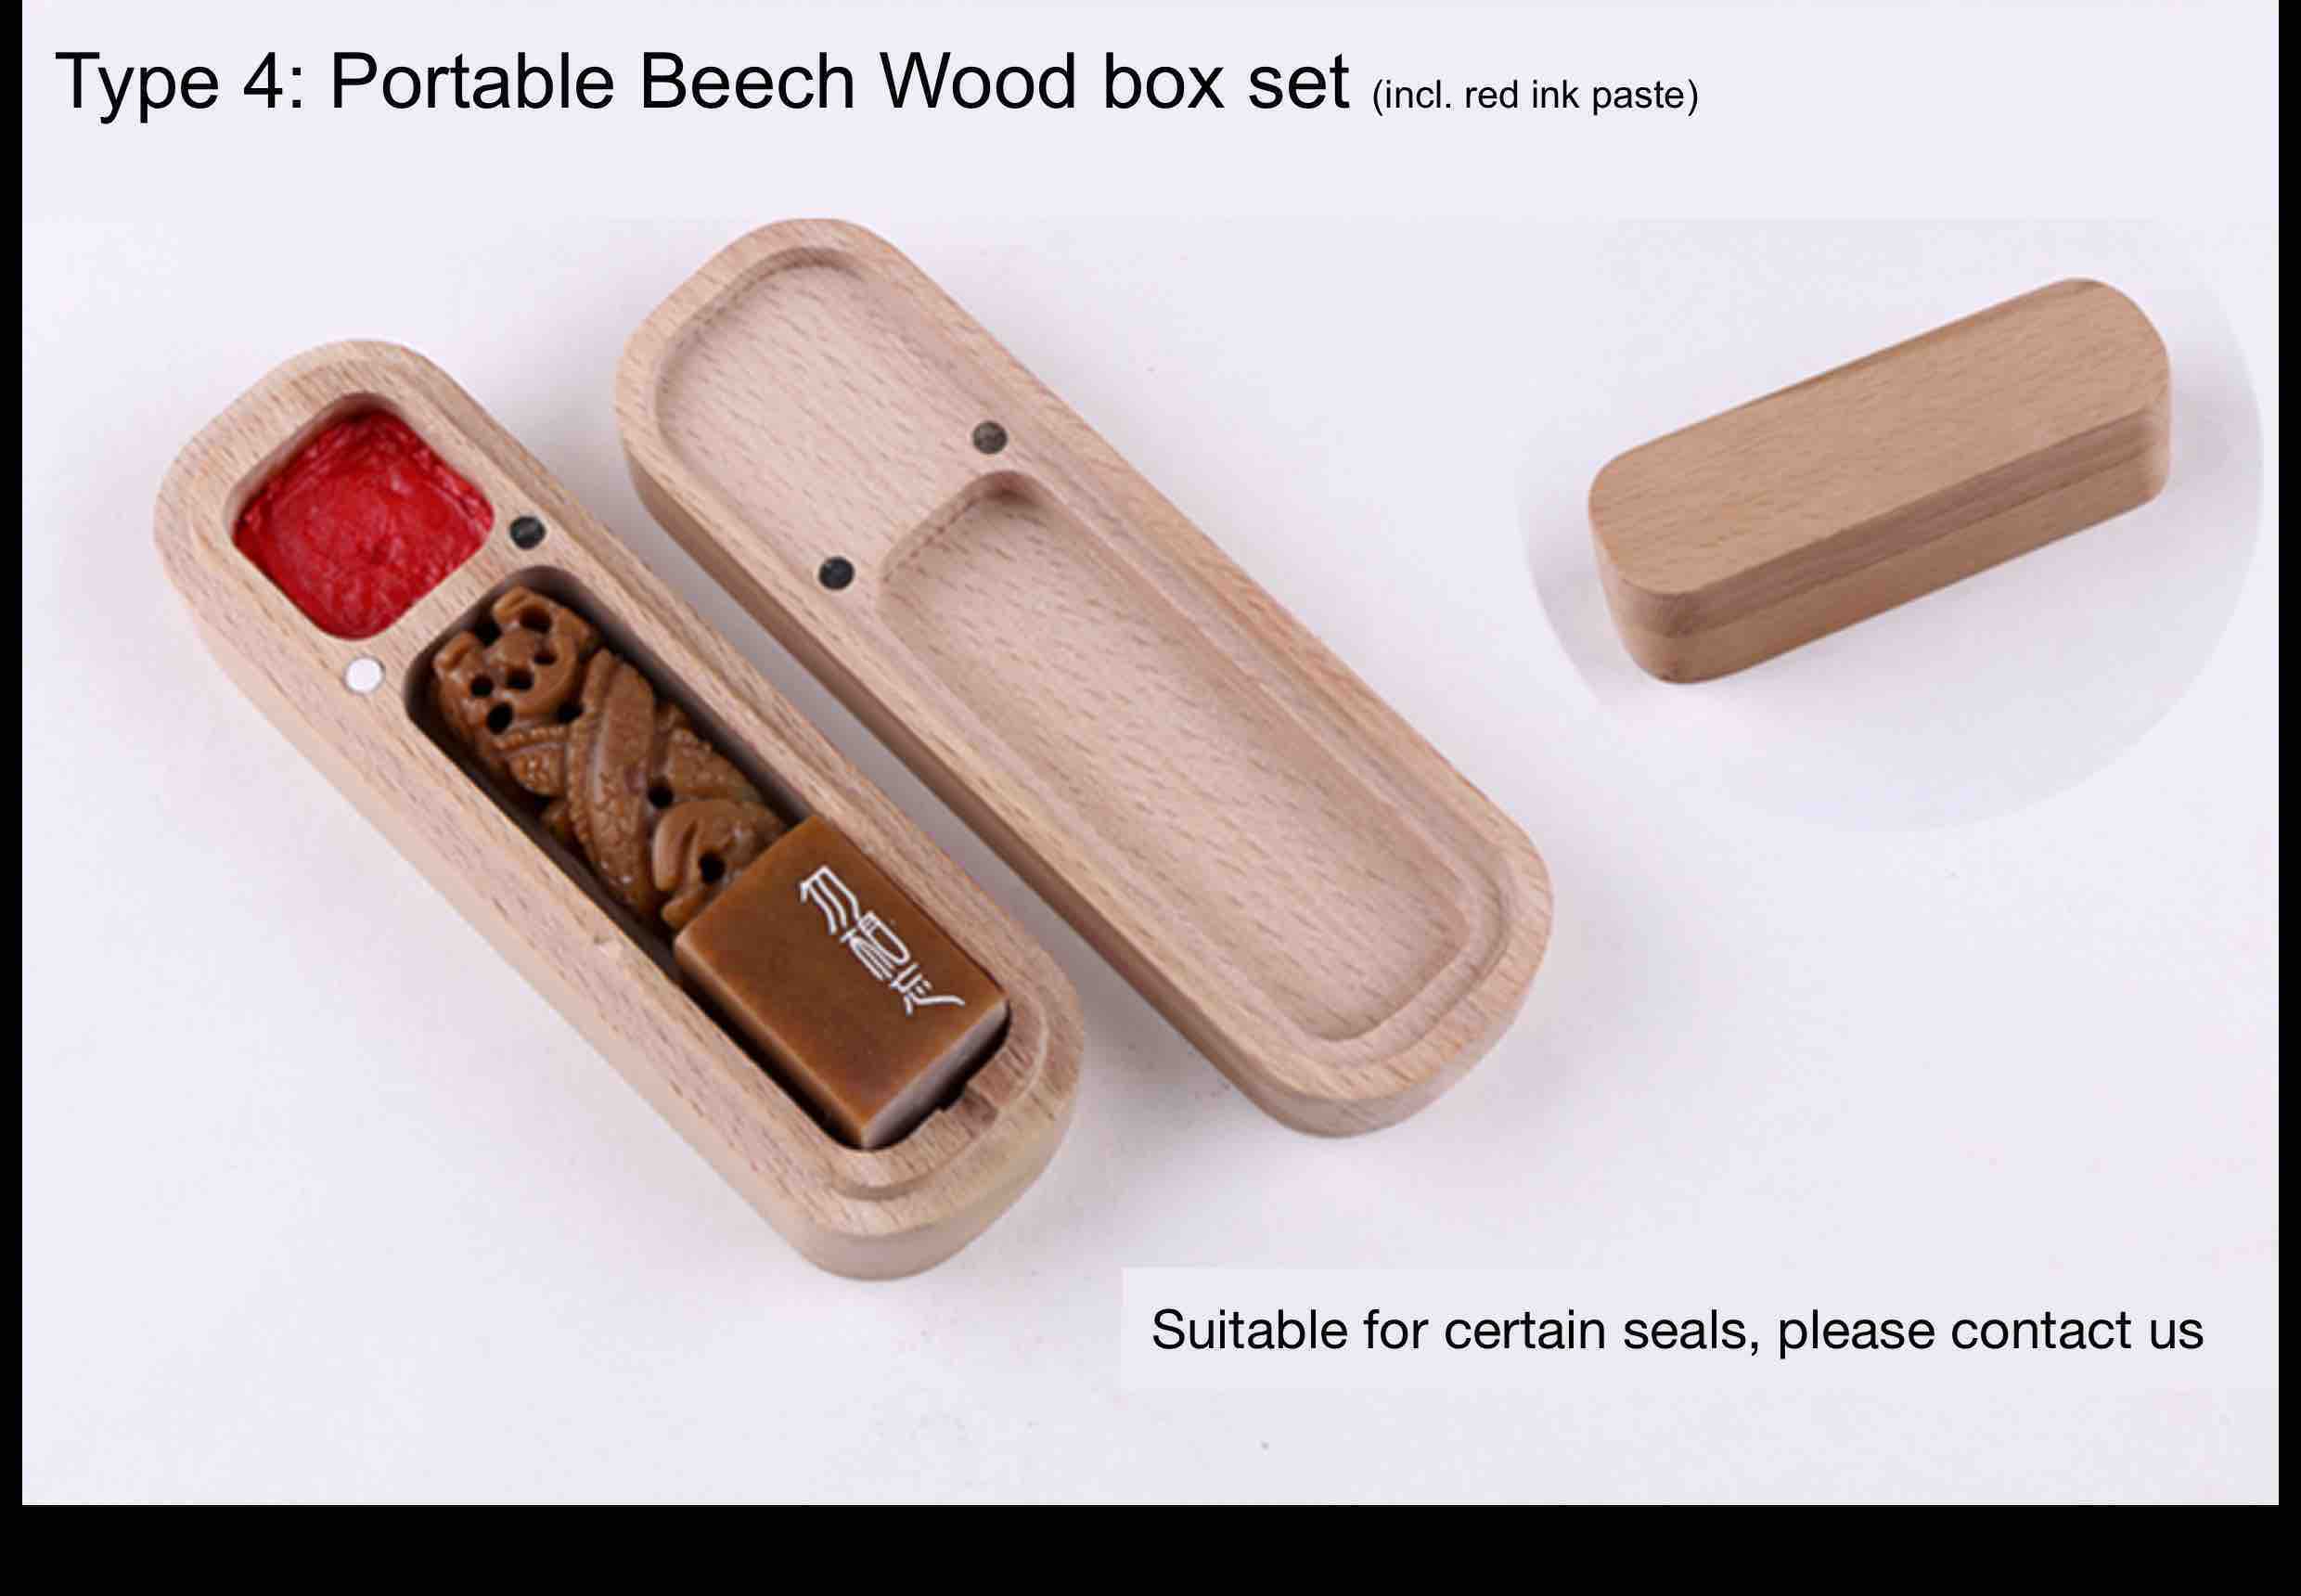 Type 4: Portable Beech Wood box set (incl. red ink paste)
Suitable for certain seals, please contact us